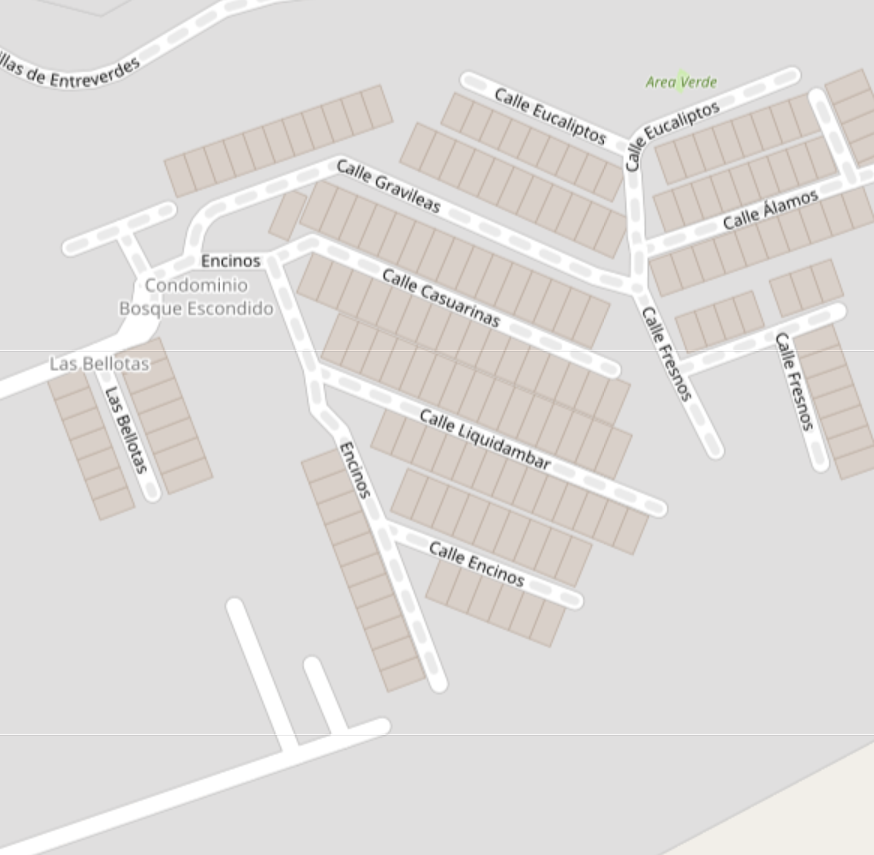 illas de Entreverdes
Area Verde
Calle Eucaliptos
Calle Eucaliptos
Calle Gravileas
Calle Álamos
Encinos
Condominio
Bosque Escondido
Calle Casuarinas
Calle Fresnos
Calle Fresnos
Las Bellotas
Las Bellotas
Calle Liquidambar
Encinos
Calle Encinos